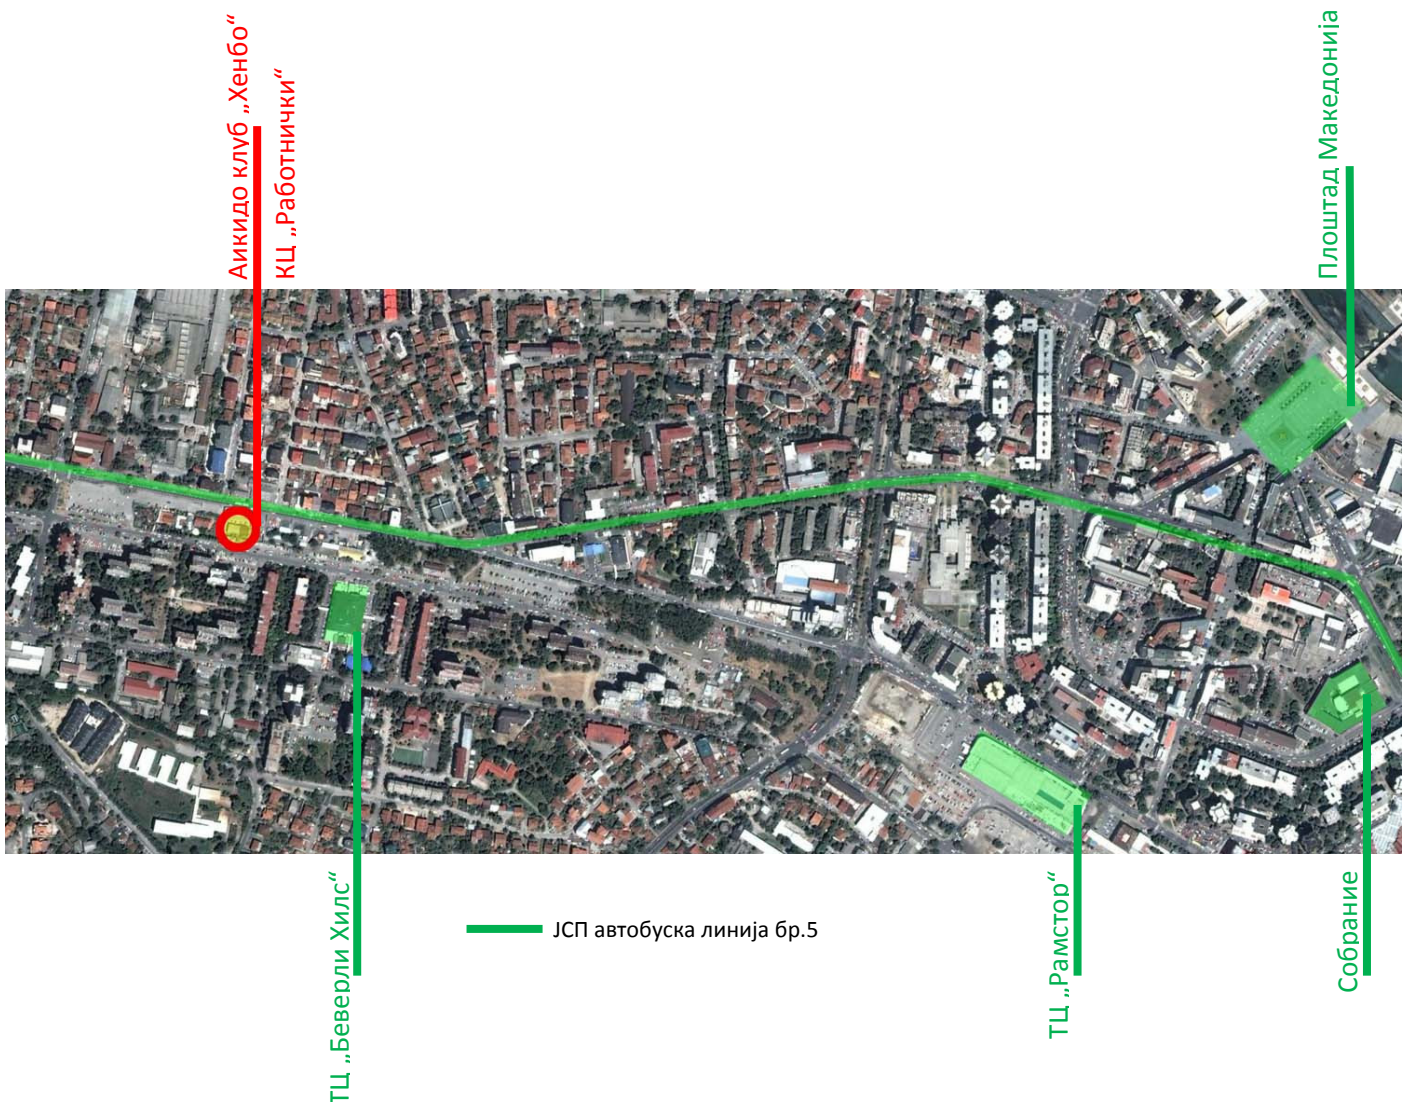 Аикидо клуб „Хенбо“
КЦ „Работнички“
Плоштад Македонија
ТЦ „Беверли Хилс“
ЈСП автобуска линија бр.5
ТЦ „Рамстор“
Собрание